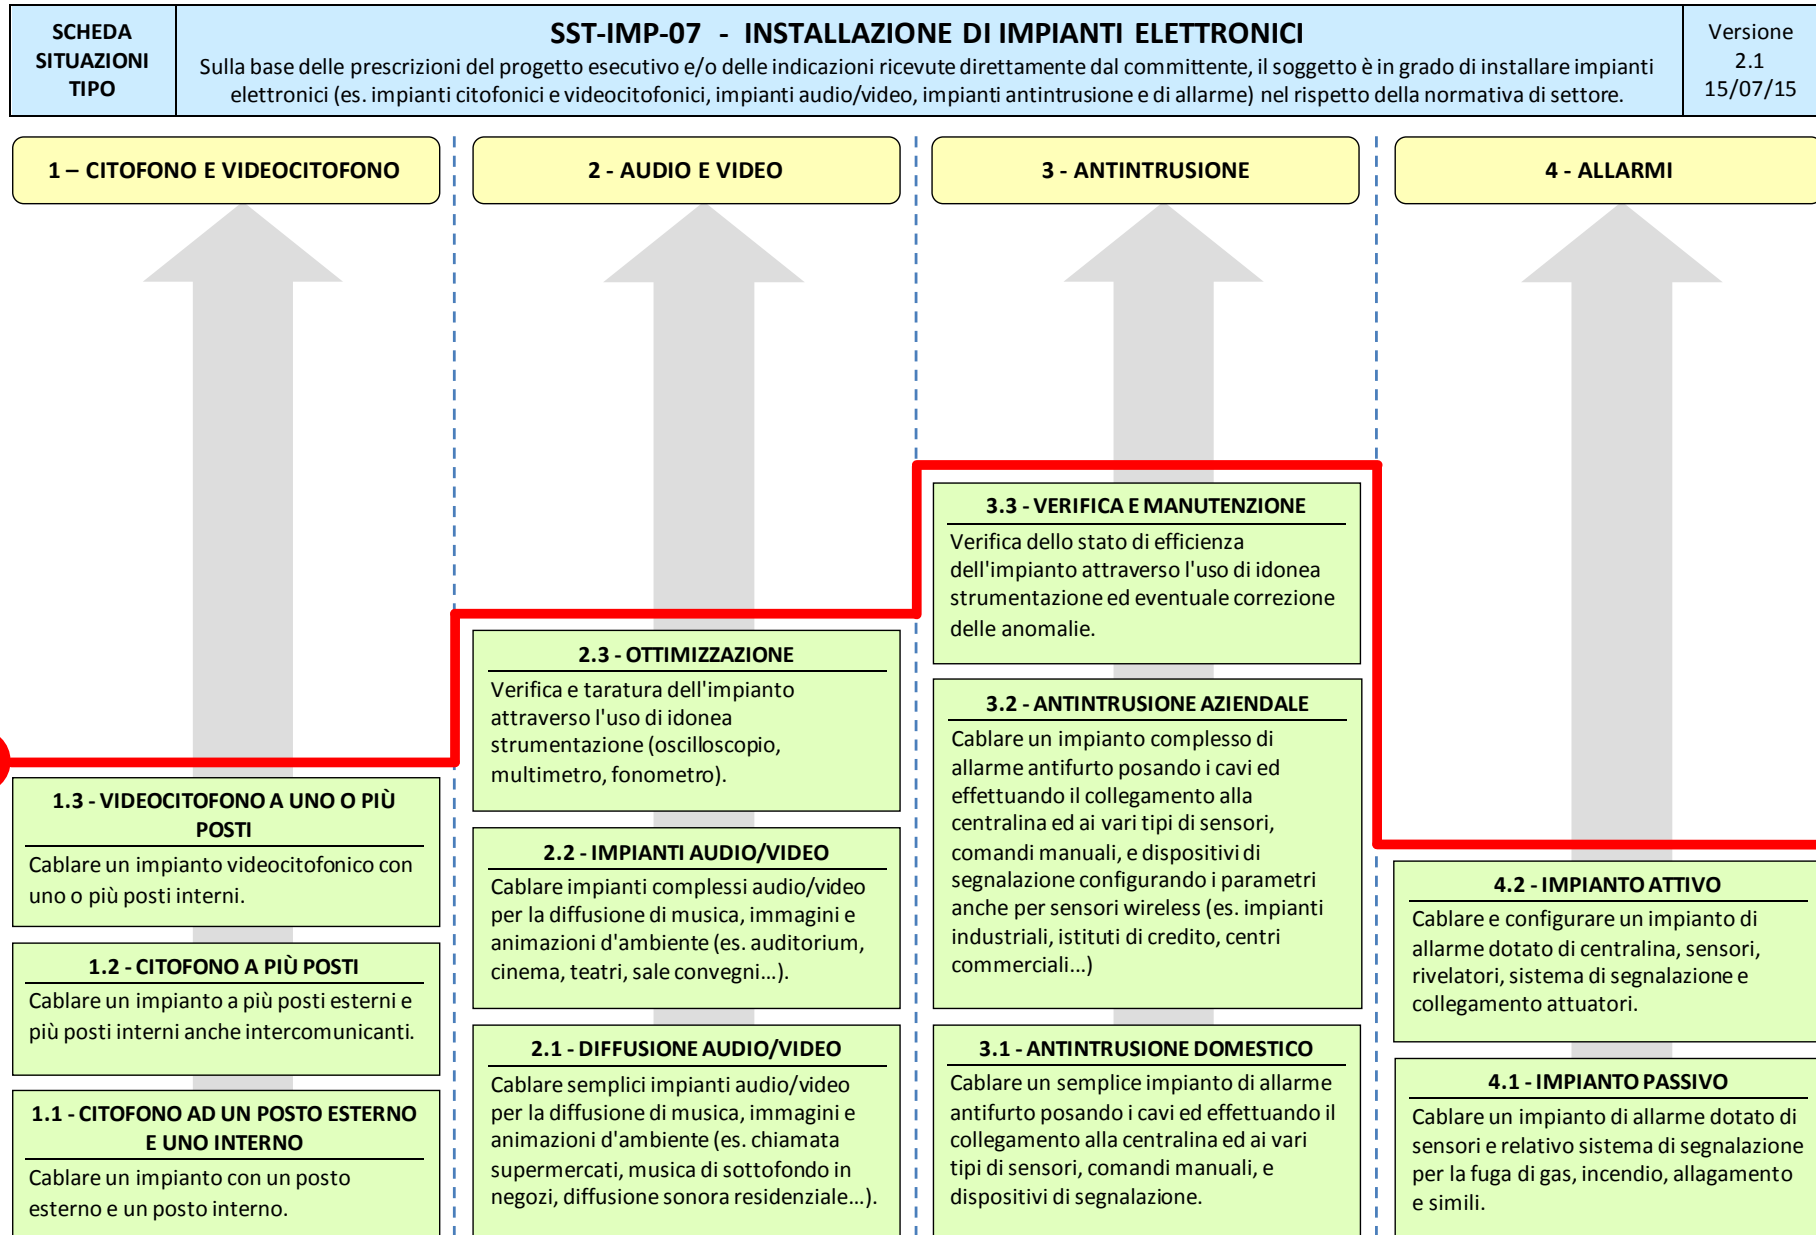 SCHEDA
SITUAZIONI
TIPO
SST-IMP-07 - INSTALLAZIONE DI IMPIANTI ELETTRONICI
Sulla base delle prescrizioni del progetto esecutivo e/o delle indicazioni ricevute direttamente dal committente, il soggetto è in grado di installare impianti
elettronici (es. impianti citofonici e videocitofonici, impianti audio/video, impianti antintrusione e di allarme) nel rispetto della normativa di settore.
Versione
2.1
15/07/15
1 – CITOFONO E VIDEOCITOFONO
2 - AUDIO E VIDEO
3 - ANTINTRUSIONE
4 - ALLARMI
1.3 - VIDEOCITOFONO A UNO O PIÙ
POSTI
Cablare un impianto videocitofonico con
uno o più posti interni.
1.2 - CITOFONO A PIÙ POSTI
Cablare un impianto a più posti esterni e
più posti interni anche intercomunicanti.
1.1 - CITOFONO AD UN POSTO ESTERNO
E UNO INTERNO
Cablare un impianto con un posto
esterno e un posto interno.
2.3 - OTTIMIZZAZIONE
Verifica e taratura dell'impianto
attraverso l'uso di idonea
strumentazione (oscilloscopio,
multimetro, fonometro).
2.2 - IMPIANTI AUDIO/VIDEO
Cablare impianti complessi audio/video
per la diffusione di musica, immagini e
animazioni d'ambiente (es. auditorium,
cinema, teatri, sale convegni...).
2.1 - DIFFUSIONE AUDIO/VIDEO
Cablare semplici impianti audio/video
per la diffusione di musica, immagini e
animazioni d'ambiente (es. chiamata
supermercati, musica di sottofondo in
negozi, diffusione sonora residenziale...).
3.3 - VERIFICA E MANUTENZIONE
Verifica dello stato di efficienza
dell'impianto attraverso l'uso di idonea
strumentazione ed eventuale correzione
delle anomalie.
3.2 - ANTINTRUSIONE AZIENDALE
Cablare un impianto complesso di
allarme antifurto posando i cavi ed
effettuando il collegamento alla
centralina ed ai vari tipi di sensori,
comandi manuali, e dispositivi di
segnalazione configurando i parametri
anche per sensori wireless (es. impianti
industriali, istituti di credito, centri
commerciali...)
3.1 - ANTINTRUSIONE DOMESTICO
Cablare un semplice impianto di allarme
antifurto posando i cavi ed effettuando il
collegamento alla centralina ed ai vari
tipi di sensori, comandi manuali, e
dispositivi di segnalazione.
4.2 - IMPIANTO ATTIVO
Cablare e configurare un impianto di
allarme dotato di centralina, sensori,
rivelatori, sistema di segnalazione e
collegamento attuatori.
4.1 - IMPIANTO PASSIVO
Cablare un impianto di allarme dotato di
sensori e relativo sistema di segnalazione
per la fuga di gas, incendio, allagamento
e simili.